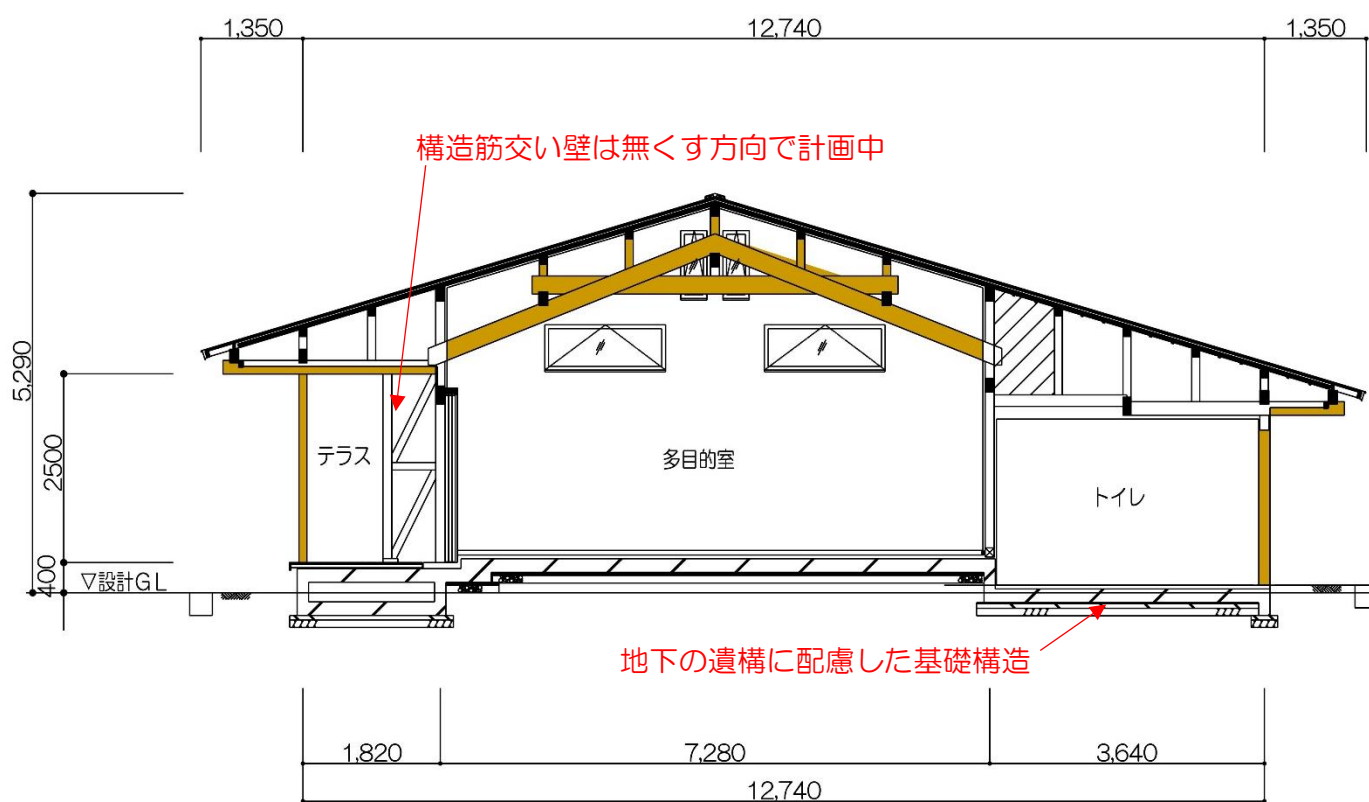 1,350
12,740
1,350
構造筋交い壁は無くす方向で計画中
5,290
2500
400
テラス
多目的室
トイレ
▽設計GL
地下の遺構に配慮した基礎構造
1,820
7,280
3,640
12,740